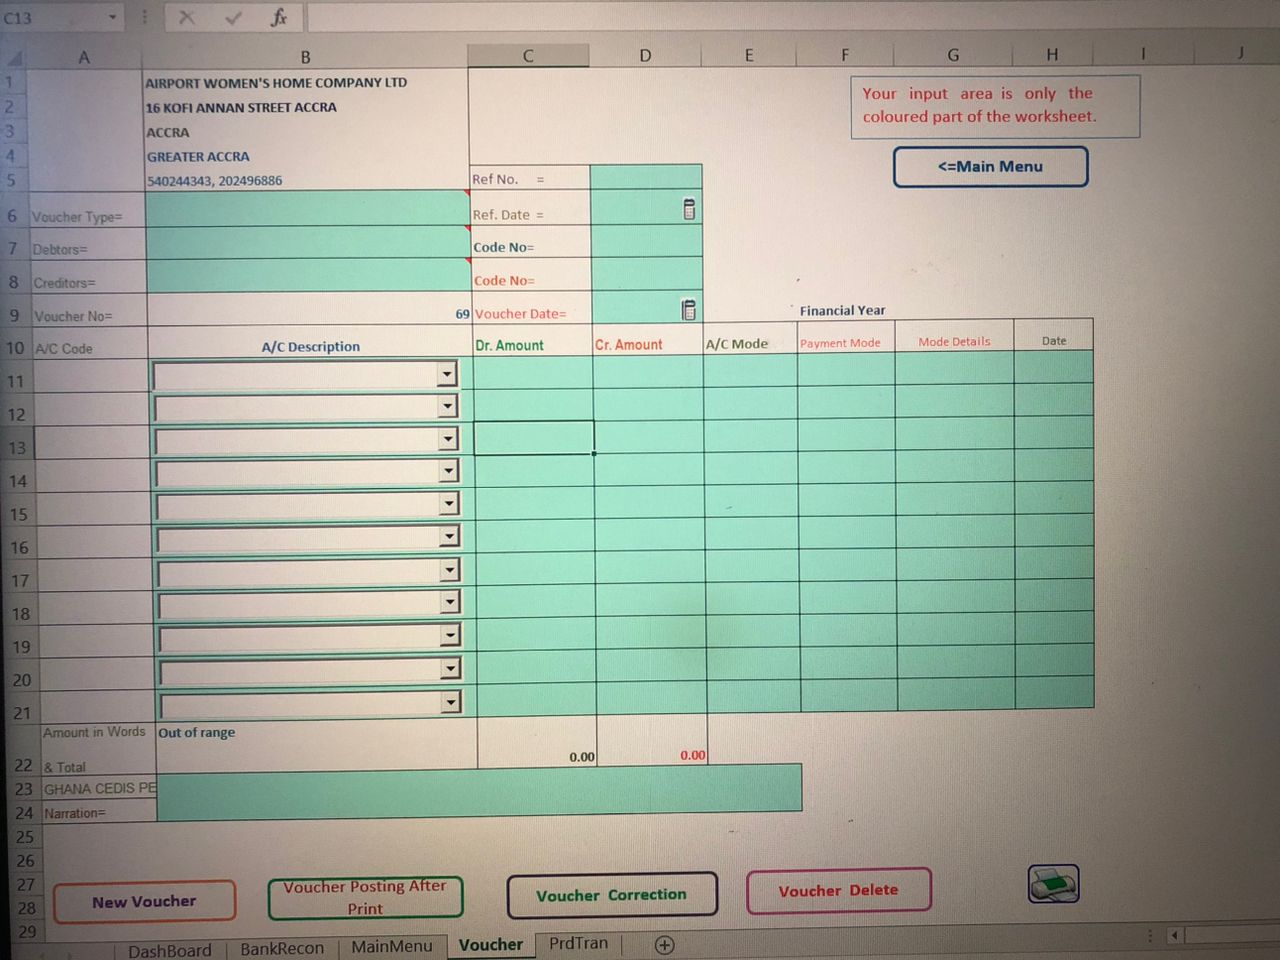 C13
fx
A B C D E F G H I J
1 AIRPORT WOMEN'S HOME COMPANY LTD
Your input area is only the
2 16 KOFI ANNAN STREET ACCRA
coloured part of the worksheet.
3 ACCRA
4 GREATER ACCRA
<=Main Menu
5 540244343, 202496886 Ref No. =
6 Voucher Type= Ref. Date =
7 Debtors= Code No=
8 Creditors= Code No=
9 Voucher No= 69 Voucher Date= Financial Year
10 A/C Code A/C Description Dr. Amount Cr. Amount A/C Mode Payment Mode Mode Details Date
11
12
13
14
15
16
17
18
19
20
21
Amount in Words Out of range
22 & Total 0.00 0.00
23 GHANA CEDIS PE
24 Narration=
25
26
27
28
29
New Voucher
Voucher Posting After
Print
Voucher Correction
Voucher Delete
DashBoard BankRecon MainMenu Voucher PrdTran